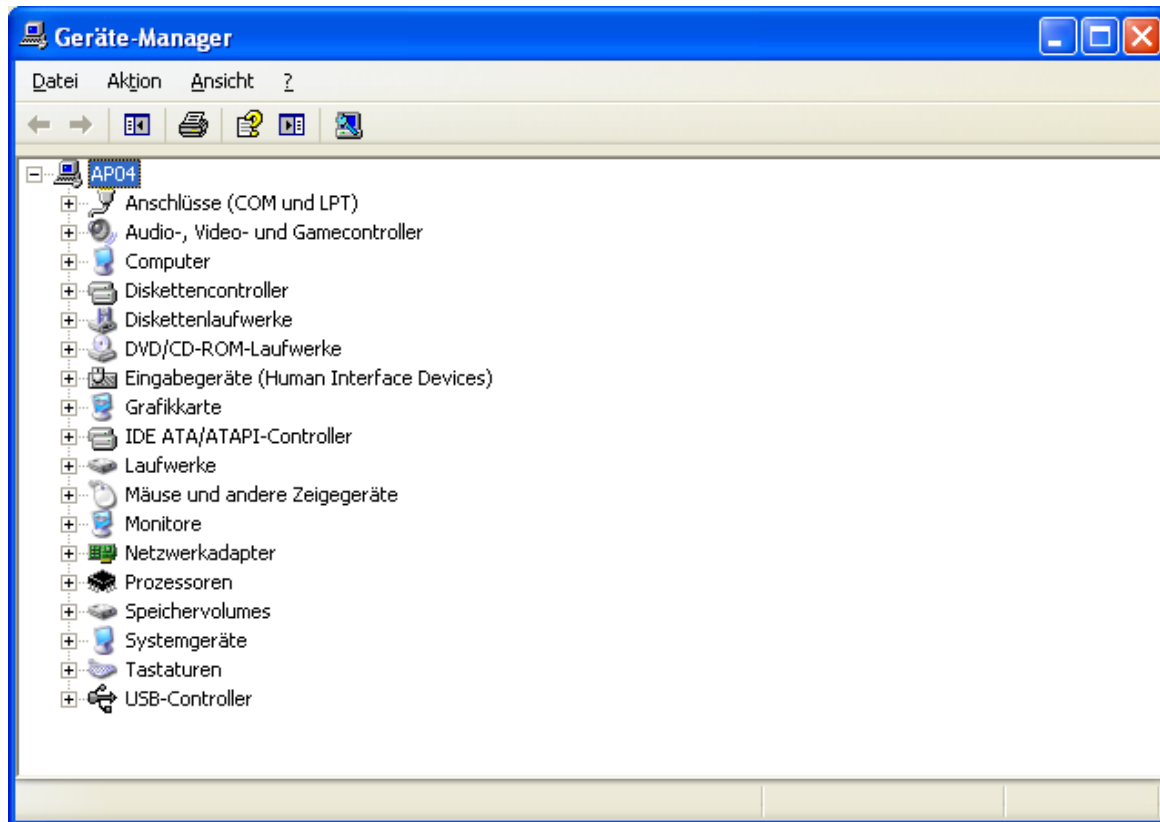 Geräte-Manager
Datei Aktion Ansicht ?
AP04
Anschlüsse (COM und LPT)
Audio-, Video- und Gamecontroller
Computer
Diskettencontroller
Diskettenlaufwerke
DVD/CD-ROM-Laufwerke
Eingabegeräte (Human Interface Devices)
Grafikkarte
IDE ATA/ATAPI-Controller
Laufwerke
Mäuse und andere Zeigegeräte
Monitore
Netzwerkadapter
Prozessoren
Speichervolumes
Systemgeräte
Tastaturen
USB-Controller